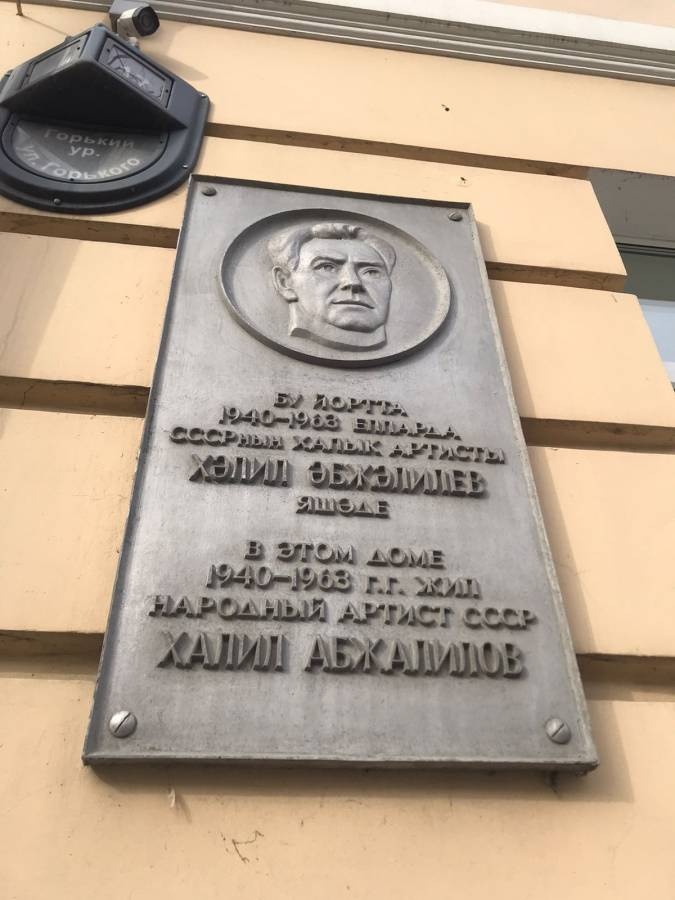 Горький
ур.
ул. Горького
БУ ЙОРТТА
1940-1963 ЕЛЛАРДА
СССРНЫҢ ХАЛЫК АРТИСТЫ
ХӘЛИЛ ӘБҖӘЛИЛЕВ
ЯШӘДЕ
В ЭТОМ ДОМЕ
1940-1963 Г.Г. ЖИЛ
НАРОДНЫЙ АРТИСТ СССР
ХАЛИЛ АБЖАЛИЛОВ